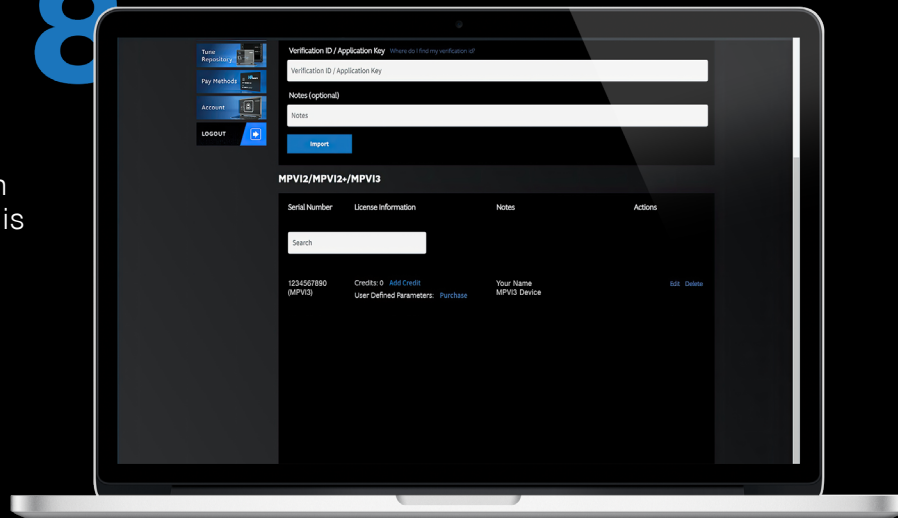 8
is
Tune
Repository
Pay Methods
Account
LOGOUT
Verification ID / Application Key Where do I find my verification id?
Verification ID / Application Key
Notes (optional)
Notes
Import
MPVI2/MPVI2+/MPVI3
Serial Number License Information Notes Actions
Search
1234567890 Credits: 0 Add Credit Your Name Edit Delete
(MPVI3) User Defined Parameters: Purchase MPVI3 Device